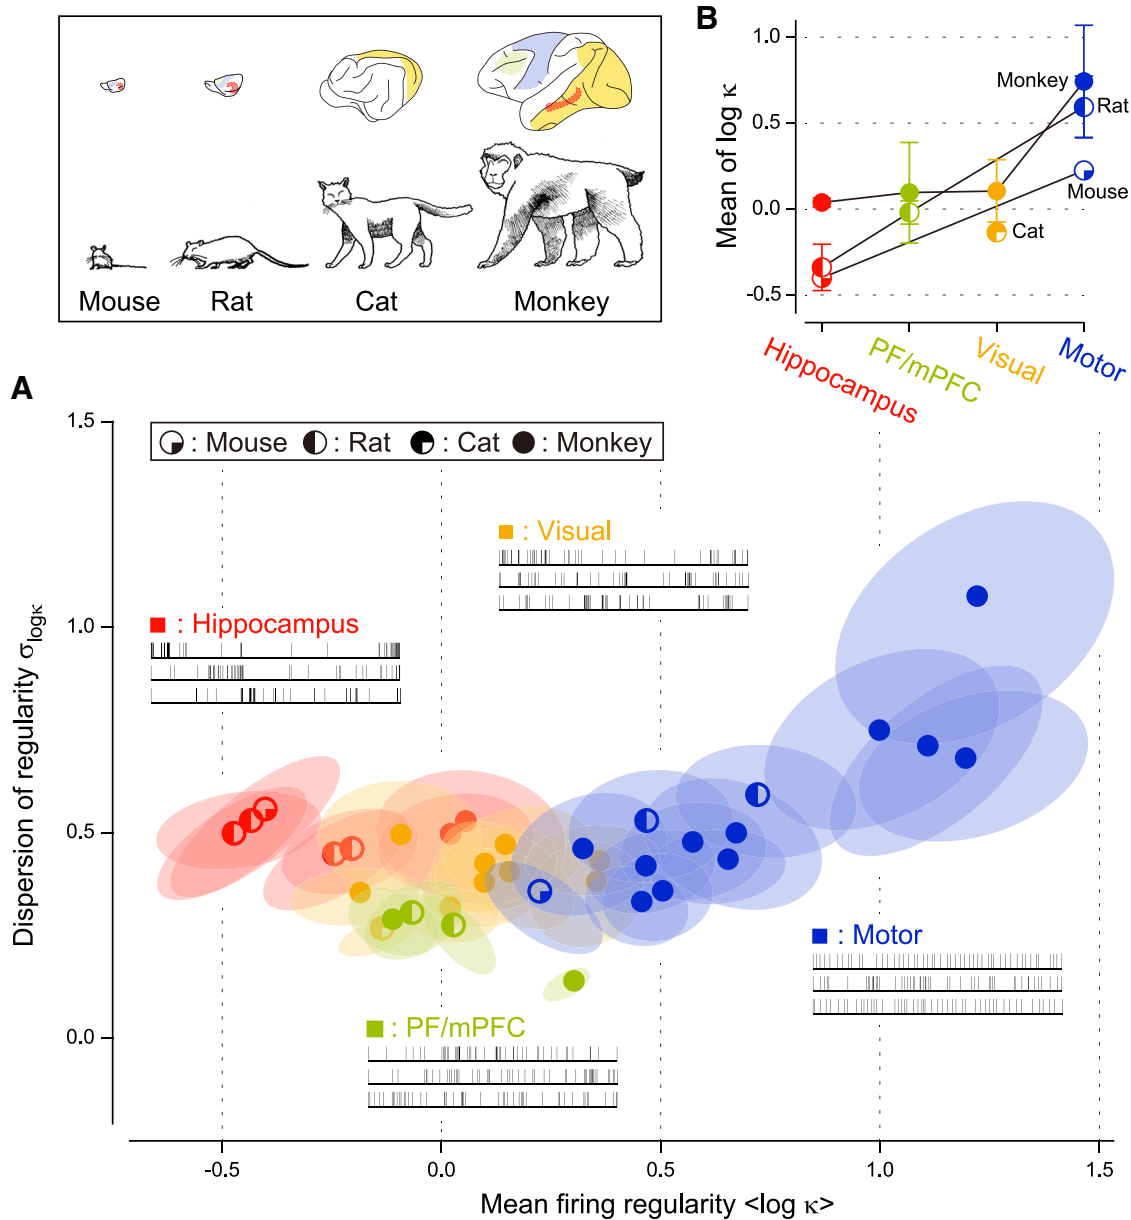 Mouse Rat Cat Monkey
B
1.0
0.5
0.0
-0.5
Mean of log κ
Monkey
Rat
Mouse
Cat
Hippocampus
PF/mPFC
Visual
Motor
A
1.5
1.0
0.5
0.0
Dispersion of regularity σlogκ
: Mouse : Rat : Cat : Monkey
: Visual
: Hippocampus
: Motor
: PF/mPFC
-0.5 0.0 0.5 1.0 1.5
Mean firing regularity <log κ>